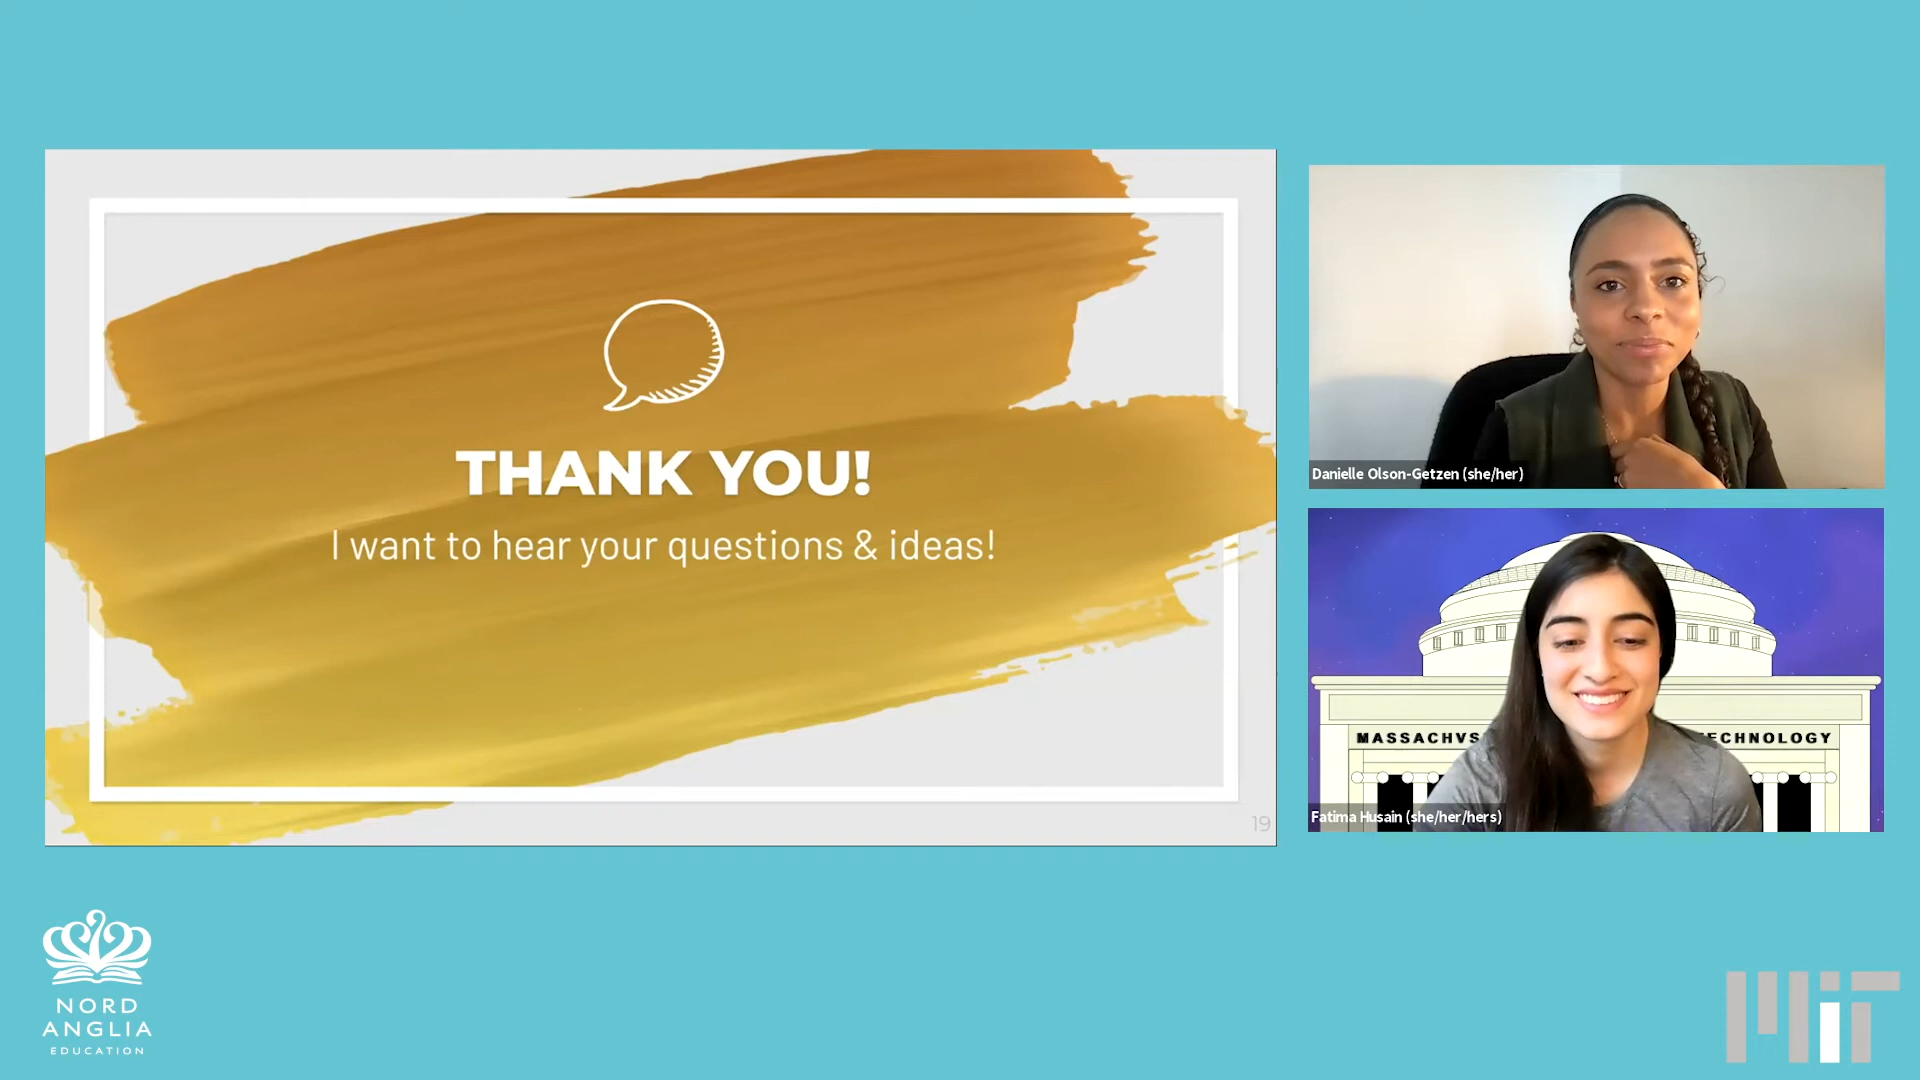 THANK YOU!
I want to hear your questions & ideas!
19
Danielle Olson-Getzen (she/her)
MASSACHVS ECHNOLOGY
Fatima Husain (she/her/hers)
NORD
ANGLIA
EDUCATION
MIT